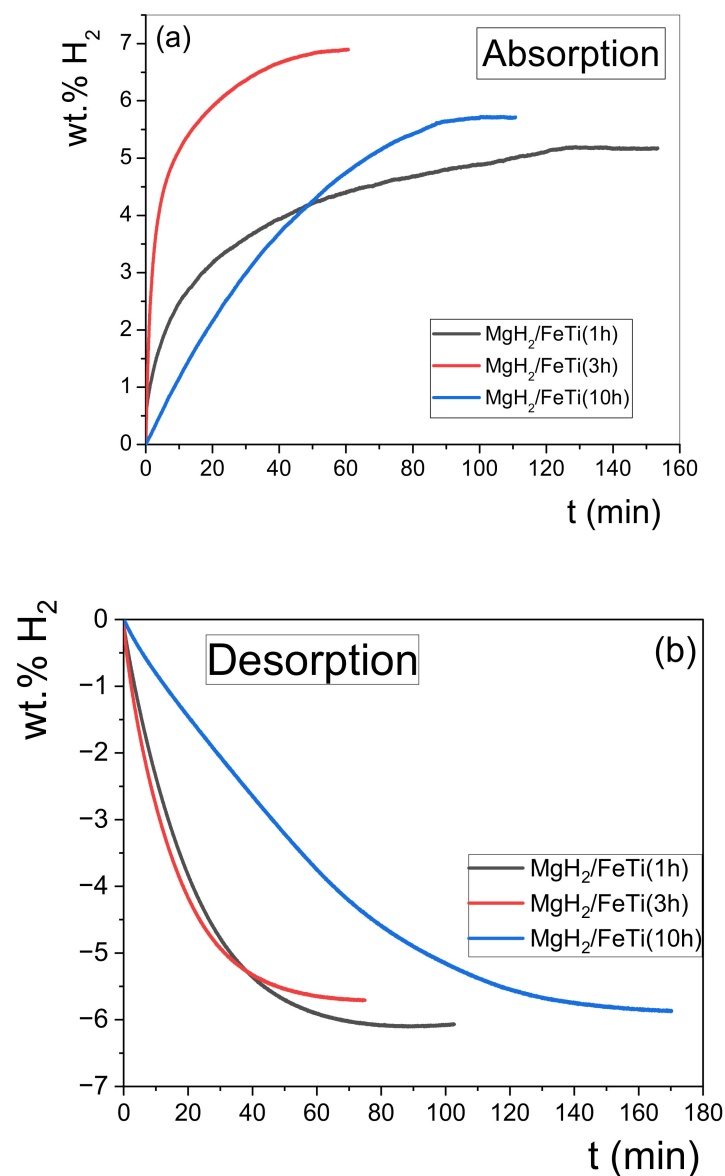 (a)
Absorption
wt.% H₂
7
6
5
4
3
2
1
0
MgH₂/FeTi(1h)
MgH₂/FeTi(3h)
MgH₂/FeTi(10h)
0 20 40 60 80 100 120 140 160
t (min)
Desorption
(b)
wt.% H₂
0
−1
−2
−3
−4
−5
−6
−7
MgH₂/FeTi(1h)
MgH₂/FeTi(3h)
MgH₂/FeTi(10h)
0 20 40 60 80 100 120 140 160 180
t (min)